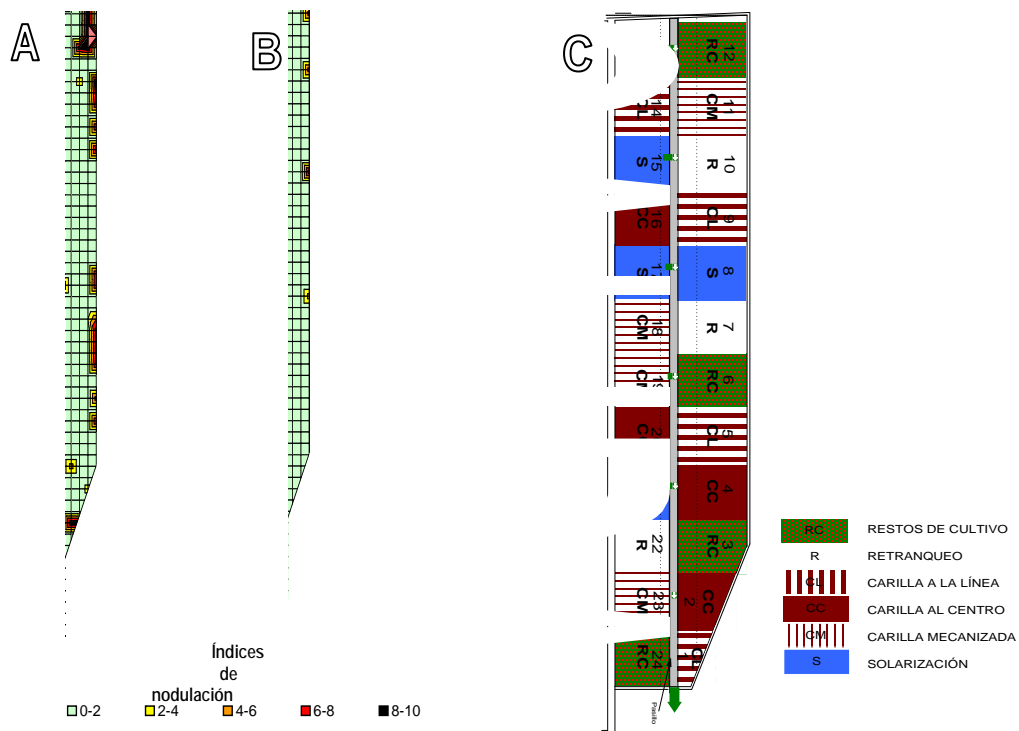 A
B
C
12
RC
11
CM
10
R
9
CL
8
S
7
R
6
RC
5
CL
4
CC
3
RC
2
CC
1
CL
14
15
S
16
CC
S
18
CM
22
R
23
CM
24
RC
Pasillo
RC RESTOS DE CULTIVO
R RETRANQUEO
CL CARILLA A LA LÍNEA
CC CARILLA AL CENTRO
CM CARILLA MECANIZADA
S SOLARIZACIÓN
Índices
de
nodulación
0-2 2-4 4-6 6-8 8-10